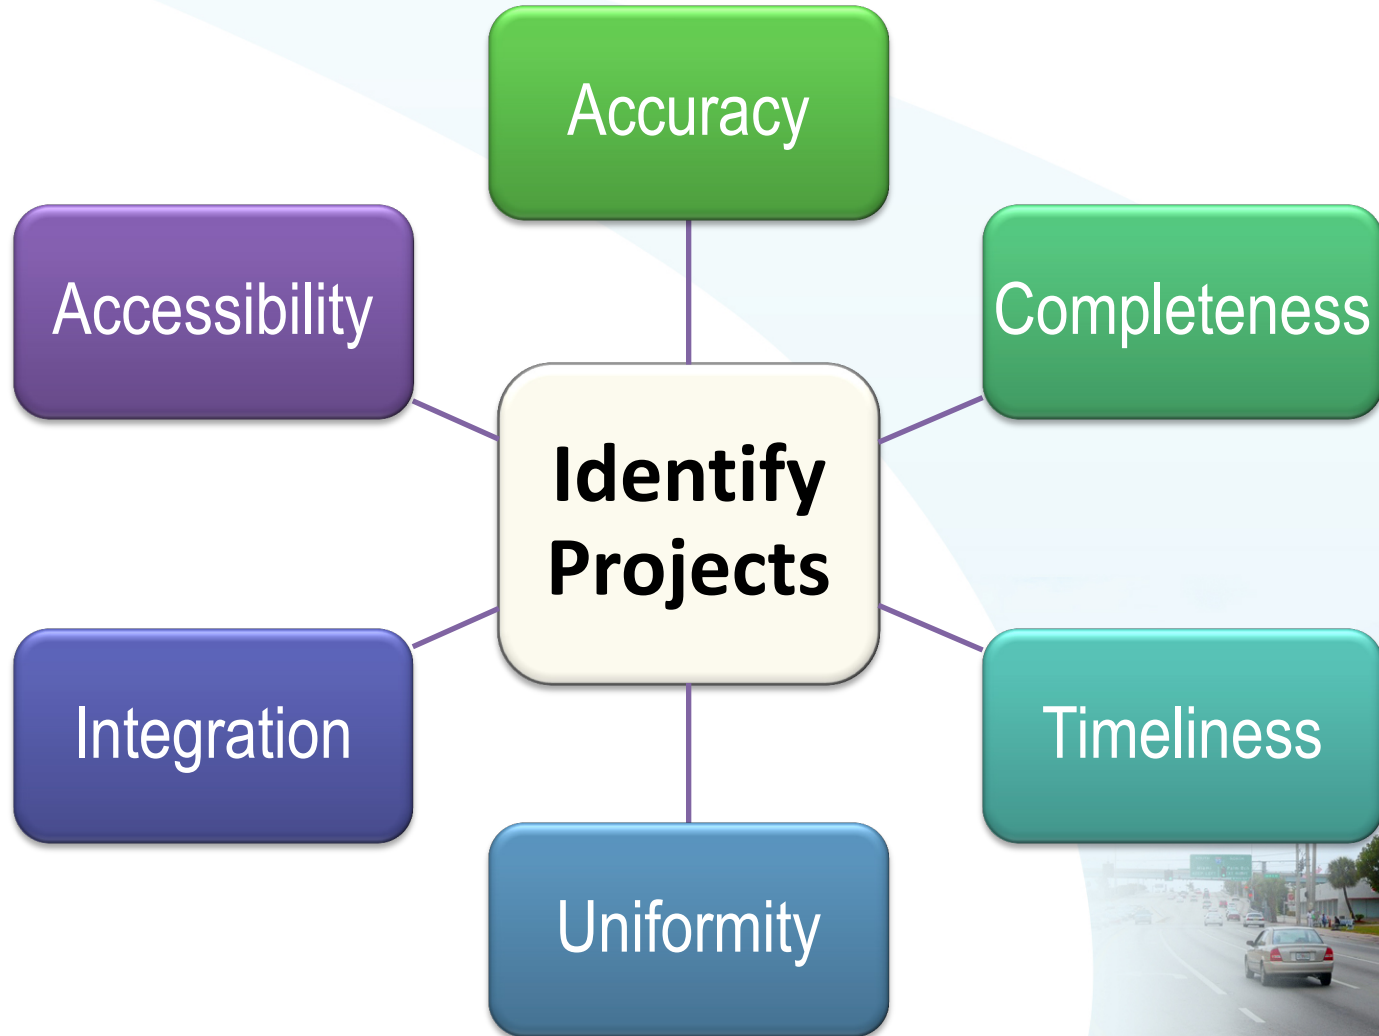 Accuracy
Accessibility
Completeness
Identify
Projects
Integration
Timeliness
Uniformity